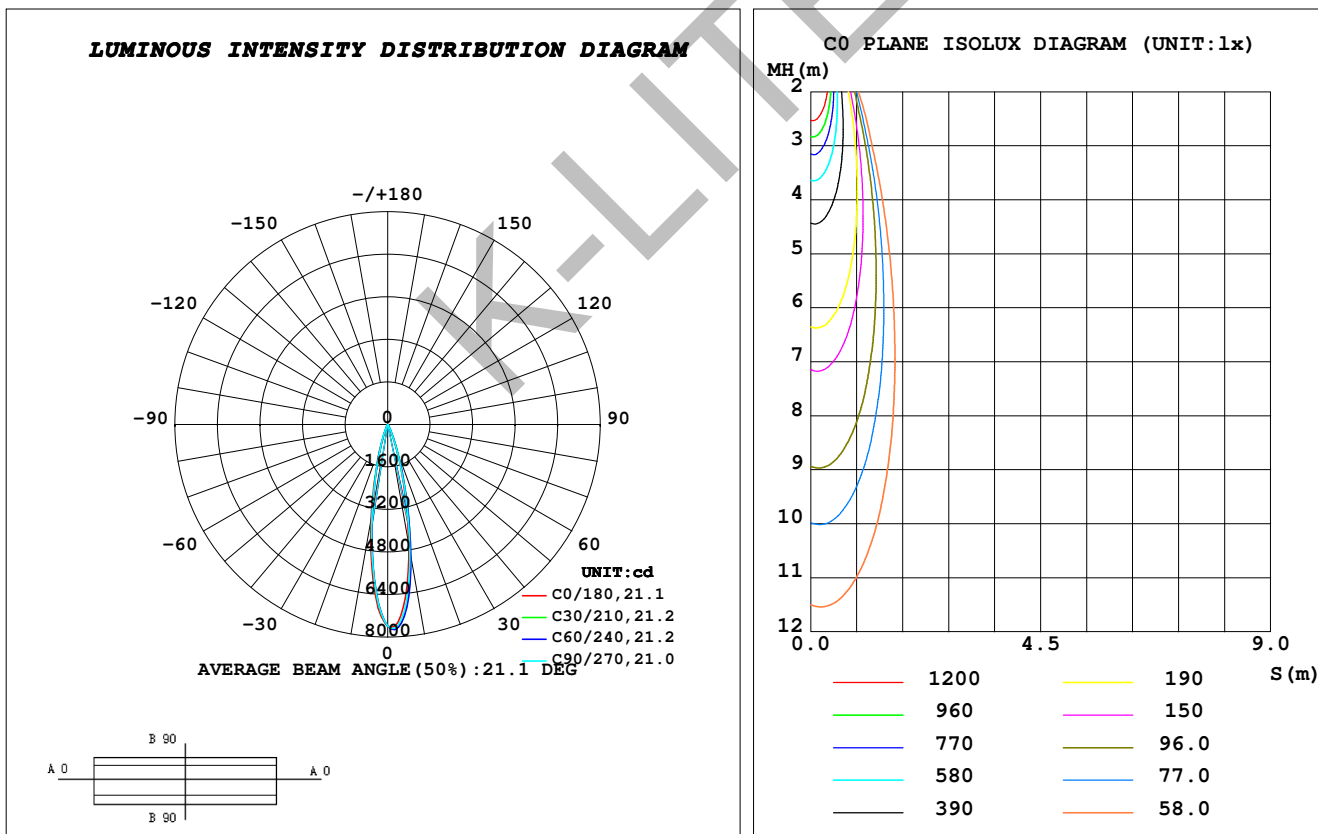 LUMINOUS INTENSITY DISTRIBUTION DIAGRAM
-/+180
-150
150
-120
120
-90
0
90
1600
3200
-60
60
4800
UNIT:cd
6400
C0/180,21.1
C30/210,21.2
-30
30
8000
C60/240,21.2
0
C90/270,21.0
AVERAGE BEAM ANGLE(50%):21.1 DEG
B 90
A 0
A 0
B 90
K-LITE
C0 PLANE ISOLUX DIAGRAM (UNIT:lx)
MH(m)
2
3
4
5
6
7
8
9
10
11
12
0.0
4.5
9.0
S(m)
1200
190
960
150
770
96.0
580
77.0
390
58.0